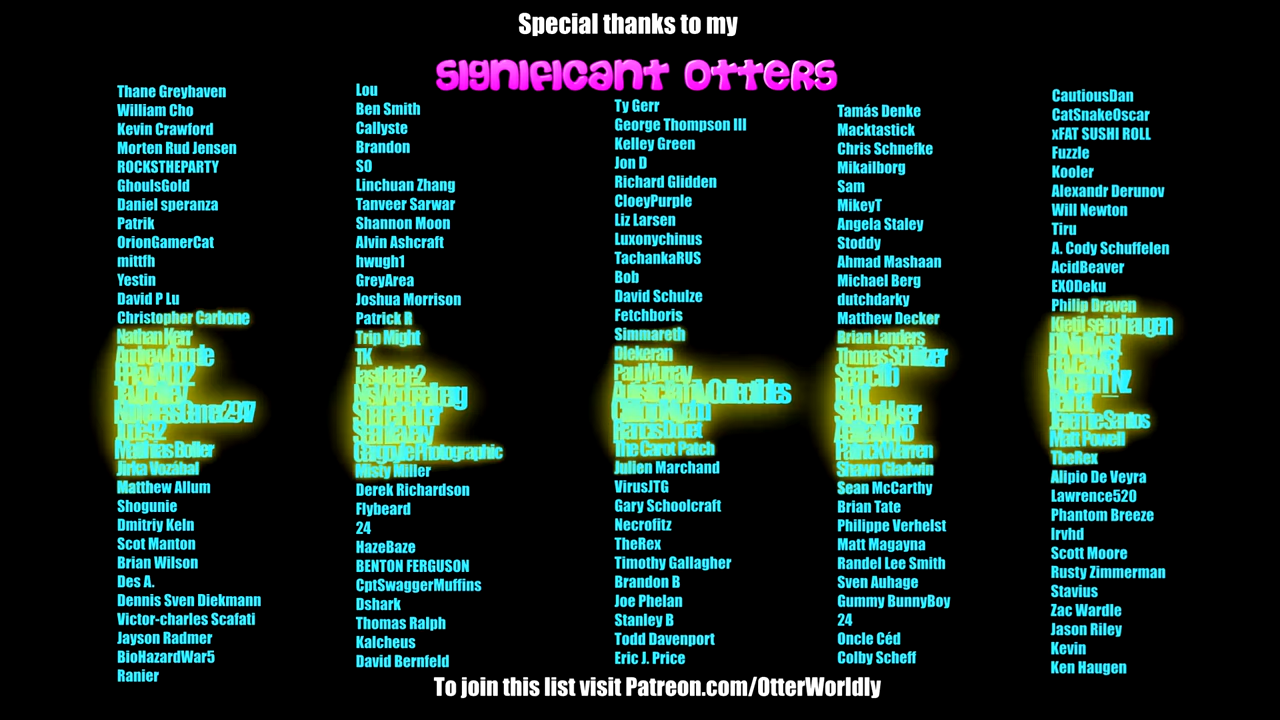 Special thanks to my
SIGNIFICANT OTTERS
Thane Greyhaven
William Cho
Kevin Crawford
Morten Rud Jensen
ROCKSTHEPARTY
GhoulsGold
Daniel speranza
Patrik
OrionGamerCat
mittfh
Yestin
David P Lu
Christopher Carbone
Nathan Kerr
Matthias Boller
Jirka Vozábal
Matthew Allum
Shogunie
Dmitriy Keln
Scot Manton
Brian Wilson
Des A.
Dennis Sven Diekmann
Victor-charles Scafati
Jayson Radmer
BioHazardWar5
Ranier
Lou
Ben Smith
Callyste
Brandon
SO
Linchuan Zhang
Tanveer Sarwar
Shannon Moon
Alvin Ashcraft
hwugh1
GreyArea
Joshua Morrison
Patrick R
Trip Might
TK
Photographic
Misty Miller
Derek Richardson
Flybeard
24
HazeBaze
BENTON FERGUSON
CptSwaggerMuffins
Dshark
Thomas Ralph
Kalcheus
David Bernfeld
Ty Gerr
George Thompson III
Kelley Green
Jon D
Richard Glidden
CloeyPurple
Liz Larsen
Luxonychinus
TachankaRUS
Bob
David Schulze
Fetchboris
Simmareth
Diekeran
Paul Murray
The Carot Patch
Julien Marchand
VirusJTG
Gary Schoolcraft
Necrofitz
TheRex
Timothy Gallagher
Brandon B
Joe Phelan
Stanley B
Todd Davenport
Eric J. Price
Tamás Denke
Macktastick
Chris Schnefke
Mikailborg
Sam
MikeyT
Angela Staley
Stoddy
Ahmad Mashaan
Michael Berg
dutchdarky
Matthew Decker
Brian Landers
Patrick Warren
Shawn Gladwin
Sean McCarthy
Brian Tate
Philippe Verhelst
Matt Magayna
Randel Lee Smith
Sven Auhage
Gummy BunnyBoy
24
Oncle Céd
Colby Scheff
CautiousDan
CatSnakeOscar
xFAT SUSHI ROLL
Fuzzle
Kooler
Alexandr Derunov
Will Newton
Tiru
A. Cody Schuffelen
AcidBeaver
EXODeku
Philip Draven
Jeremie Santos
Matt Powell
TheRex
Alipio De Veyra
Lawrence520
Phantom Breeze
Irvhd
Scott Moore
Rusty Zimmerman
Stavius
Zac Wardle
Jason Riley
Kevin
Ken Haugen
To join this list visit Patreon.com/OtterWorldly